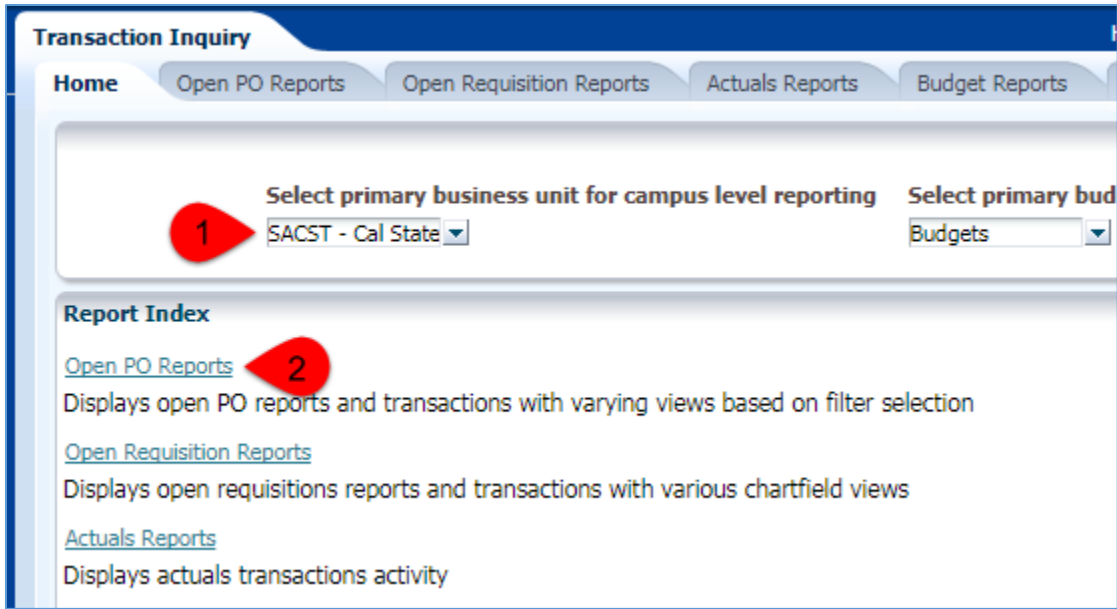 Transaction Inquiry
Home Open PO Reports Open Requisition Reports Actuals Reports Budget Reports
Select primary business unit for campus level reporting Select primary
1 SACST - Cal State Budgets
Report Index
Open PO Reports 2
Displays open PO reports and transactions with varying views based on filter selection
Open Requisition Reports
Displays open requisitions reports and transactions with various chartfield views
Actuals Reports
Displays actuals transactions activity